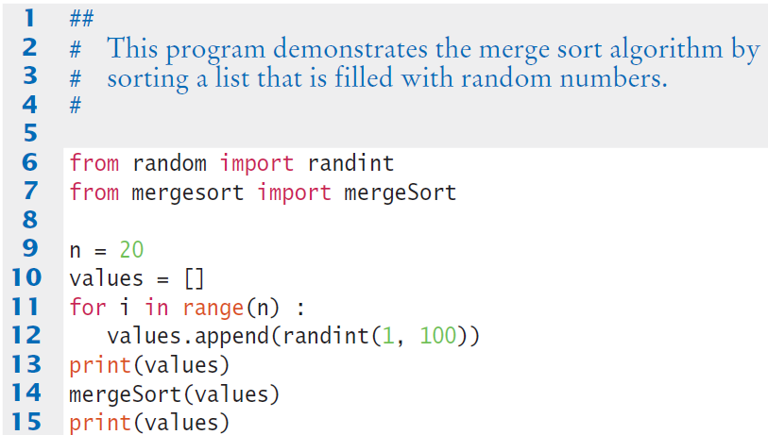 1 ##
2 # This program demonstrates the merge sort algorithm by
3 # sorting a list that is filled with random numbers.
4 #
5
6 from random import randint
7 from mergesort import mergeSort
8
9 n = 20
10 values = []
11 for i in range(n) :
12    values.append(randint(1, 100))
13 print(values)
14 mergeSort(values)
15 print(values)